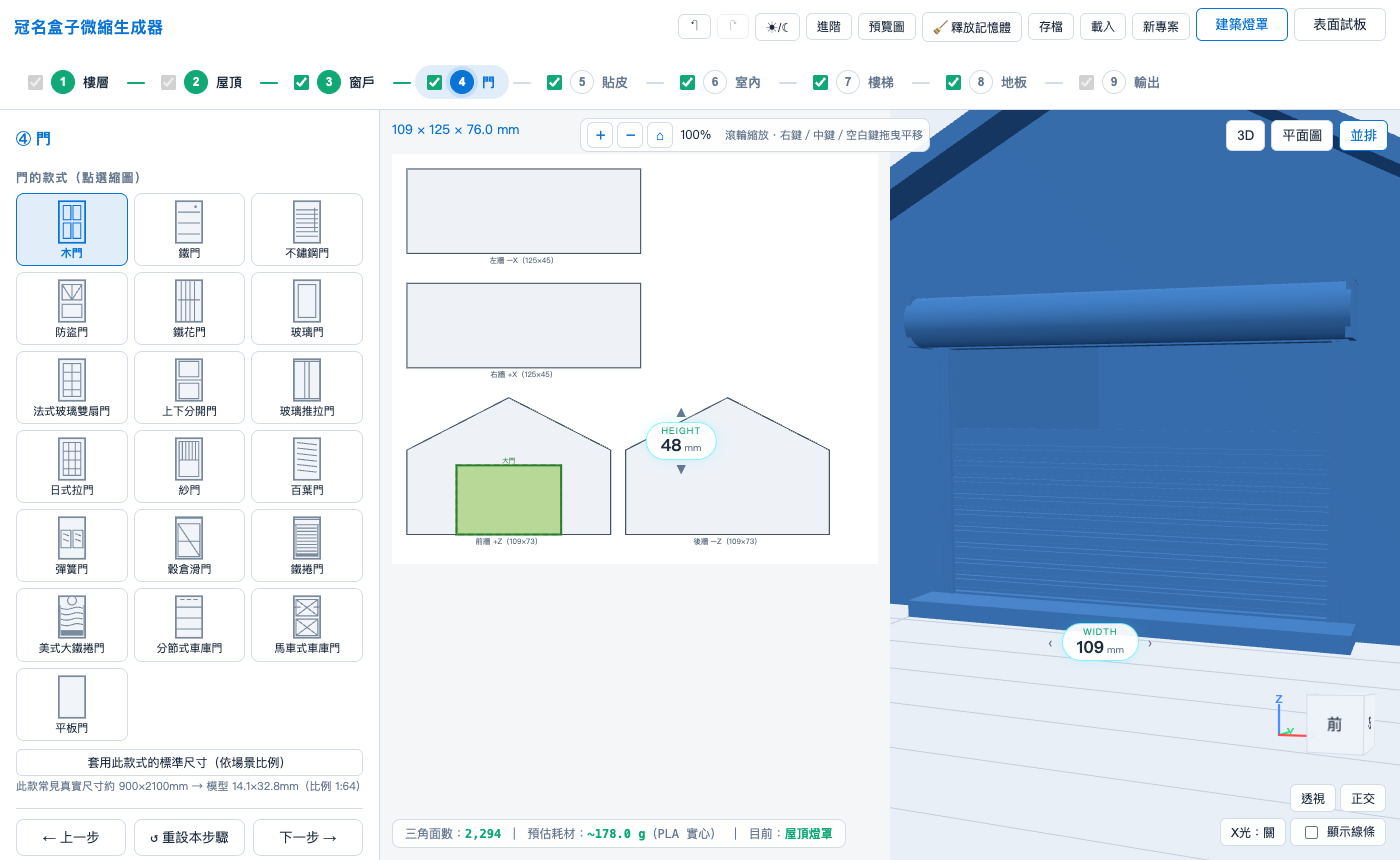 冠名盒子微縮生成器
☀/☾
進階
預覽圖
🧹 釋放記憶體
存檔
載入
新專案
建築燈罩
表面試板
1 樓層
2 屋頂
3 窗戶
4 門
5 貼皮
6 室內
7 樓梯
8 地板
9 輸出
④ 門
門的款式（點選縮圖）
木門
鐵門
不鏽鋼門
防盜門
鐵花門
玻璃門
法式玻璃雙扇門
上下分開門
玻璃推拉門
日式拉門
紗門
百葉門
彈簧門
穀倉滑門
鐵捲門
美式大鐵捲門
分節式車庫門
馬車式車庫門
平板門
套用此款式的標準尺寸（依場景比例）
此款常見真實尺寸約 900×2100mm → 模型 14.1×32.8mm（比例 1:64）
← 上一步
↺ 重設本步驟
下一步 →
109 × 125 × 76.0 mm
+
−
⌂
100%
滾輪縮放・右鍵 / 中鍵 / 空白鍵拖曳平移
左牆 −X（125×45）
右牆 +X（125×45）
大門
前牆 +Z（109×73）
後牆 −Z（109×73）
▲
HEIGHT
48 mm
▼
三角面數：2,294 | 預估耗材：~178.0 g (PLA 實心) | 目前：屋頂燈罩
3D
平面圖
並排
WIDTH
‹ 109 mm ›
Z
前
透視
正交
X光：關
顯示線條